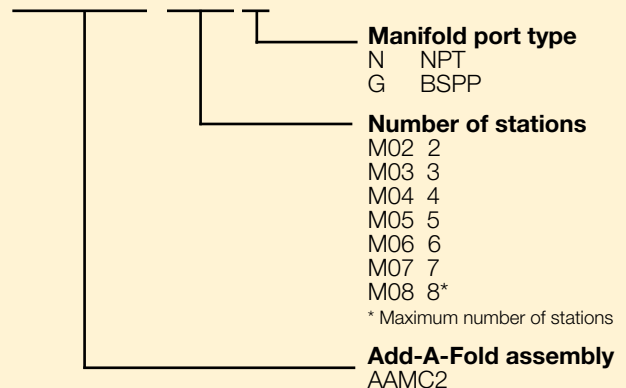 Manifold port type
N NPT
G BSPP
Number of stations
M02 2
M03 3
M04 4
M05 5
M06 6
M07 7
M08 8*
* Maximum number of stations
Add-A-Fold assembly
AAMC2